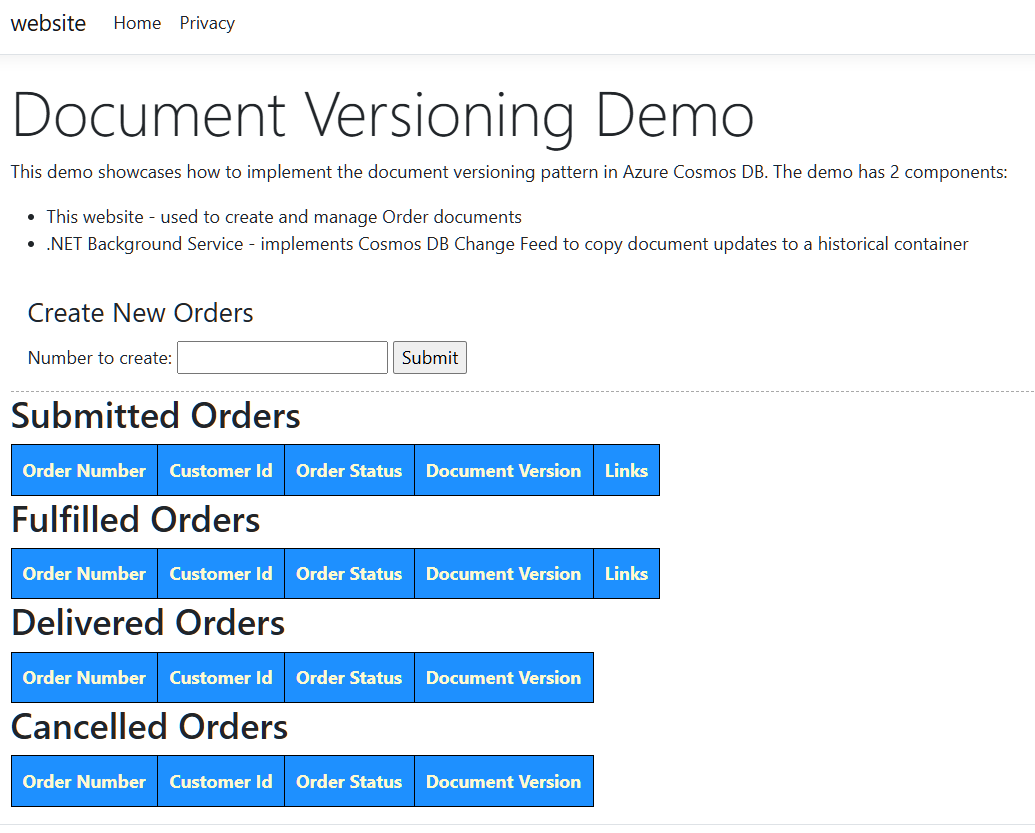 website Home Privacy
Document Versioning Demo
This demo showcases how to implement the document versioning pattern in Azure Cosmos DB. The demo has 2 components:
• This website - used to create and manage Order documents
• .NET Background Service - implements Cosmos DB Change Feed to copy document updates to a historical container
Create New Orders
Number to create: Submit
Submitted Orders
Order Number Customer Id Order Status Document Version Links
Fulfilled Orders
Order Number Customer Id Order Status Document Version Links
Delivered Orders
Order Number Customer Id Order Status Document Version
Cancelled Orders
Order Number Customer Id Order Status Document Version